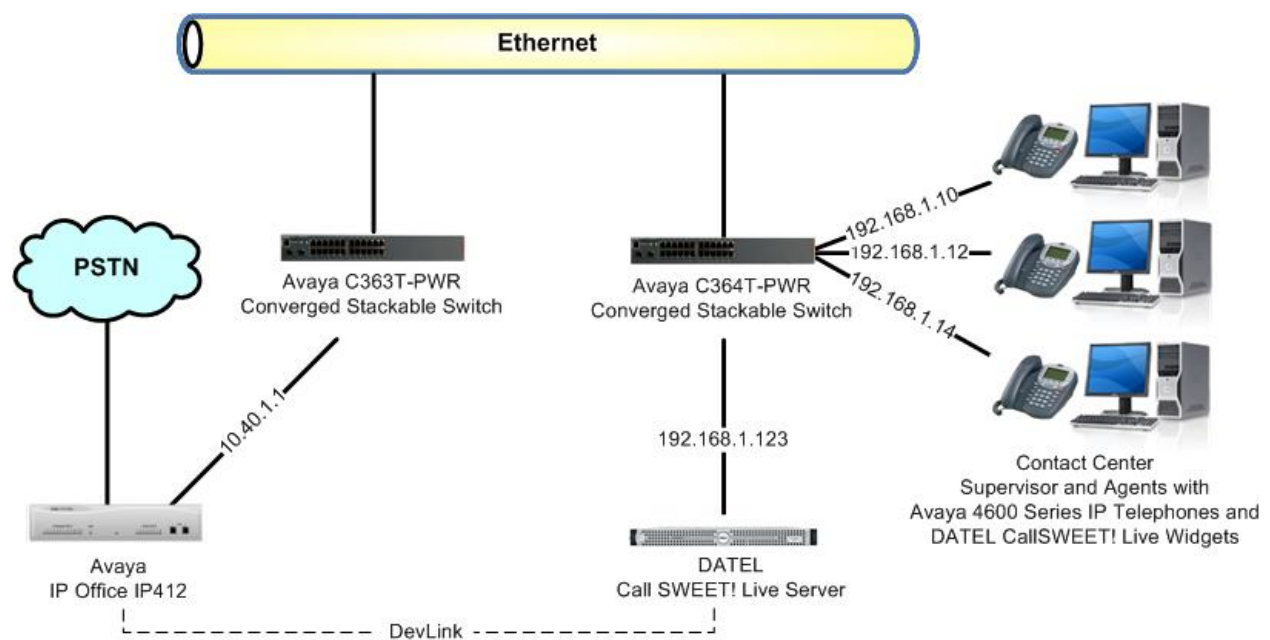 Ethernet
PSTN
Avaya C363T-PWR
Converged Stackable Switch
Avaya C364T-PWR
Converged Stackable Switch
192.168.1.10
192.168.1.12
192.168.1.14
10.40.1.1
192.168.1.123
Contact Center
Supervisor and Agents with
Avaya 4600 Series IP Telephones and
DATEL CallSWEET! Live Widgets
Avaya
IP Office IP412
DATEL
Call SWEET! Live Server
DevLink